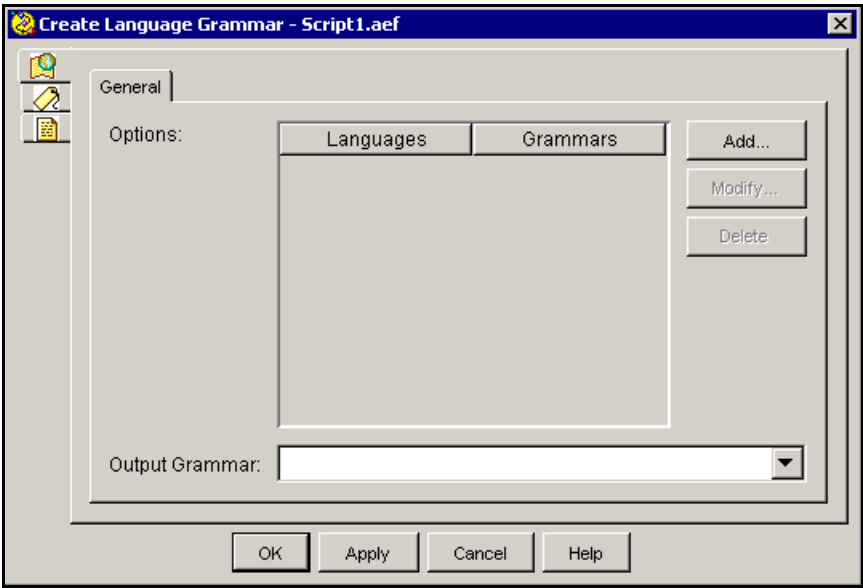 Create Language Grammar - Script1.aef
General
Options:
Languages Grammars
Add...
Modify...
Delete
Output Grammar:
OK Apply Cancel Help